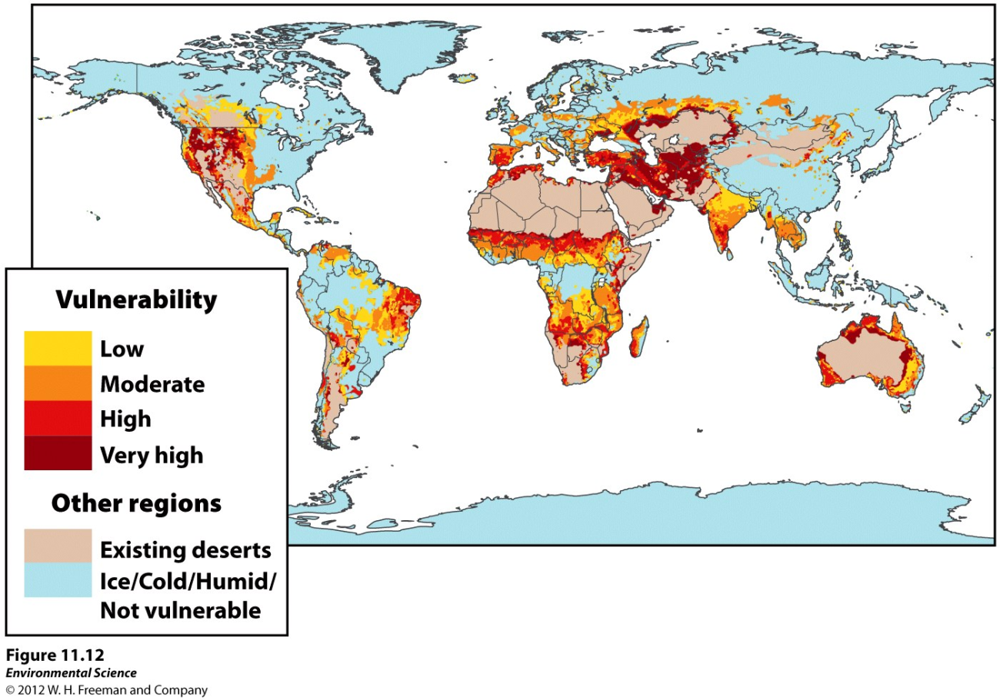 Vulnerability
Low
Moderate
High
Very high
Other regions
Existing deserts
Ice/Cold/Humid/
Not vulnerable
Figure 11.12
Environmental Science
© 2012 W. H. Freeman and Company